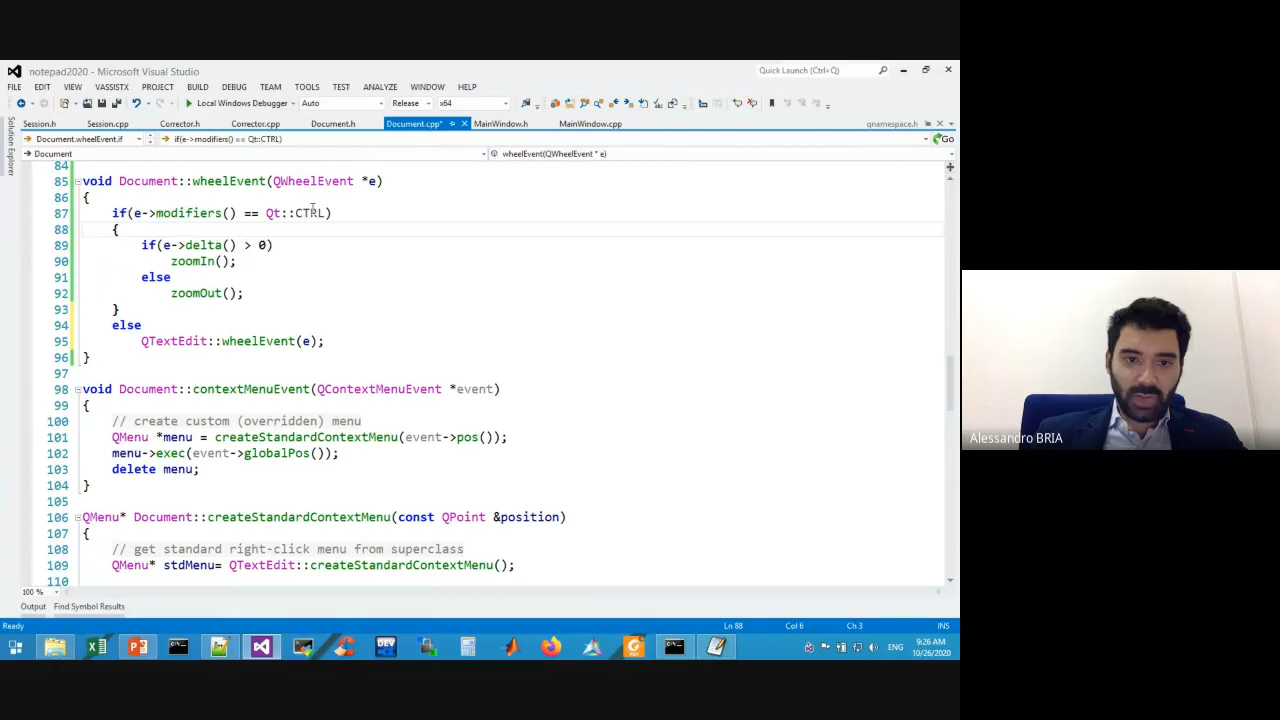 notepad2020 - Microsoft Visual Studio
Quick Launch (Ctrl+Q)
FILE EDIT VIEW VASSISTX PROJECT BUILD DEBUG TEAM TOOLS TEST ANALYZE WINDOW HELP
Local Windows Debugger Auto Release x64
Session.h Session.cpp Corrector.h Corrector.cpp Document.h Document.cpp* MainWindow.h MainWindow.cpp qnamespace.h
Document.wheelEvent.if if(e->modifiers() == Qt::CTRL) Go
Document wheelEvent(QWheelEvent * e)
Solution Explorer
84
85 void Document::wheelEvent(QWheelEvent *e)
86 {
87 if(e->modifiers() == Qt::CTRL)
88 {
89 if(e->delta() > 0)
90 zoomIn();
91 else
92 zoomOut();
93 }
94 else
95 QTextEdit::wheelEvent(e);
96 }
97
98 void Document::contextMenuEvent(QContextMenuEvent *event)
99 {
100 // create custom (overridden) menu
101 QMenu *menu = createStandardContextMenu(event->pos());
102 menu->exec(event->globalPos());
103 delete menu;
104 }
105
106 QMenu* Document::createStandardContextMenu(const QPoint &position)
107 {
108 // get standard right-click menu from superclass
109 QMenu* stdMenu= QTextEdit::createStandardContextMenu();
110
100 %
Output Find Symbol Results
Ready Ln 88 Col 6 Ch 3 INS
DEV
ENG
9:26 AM
10/26/2020
Alessandro BRIA